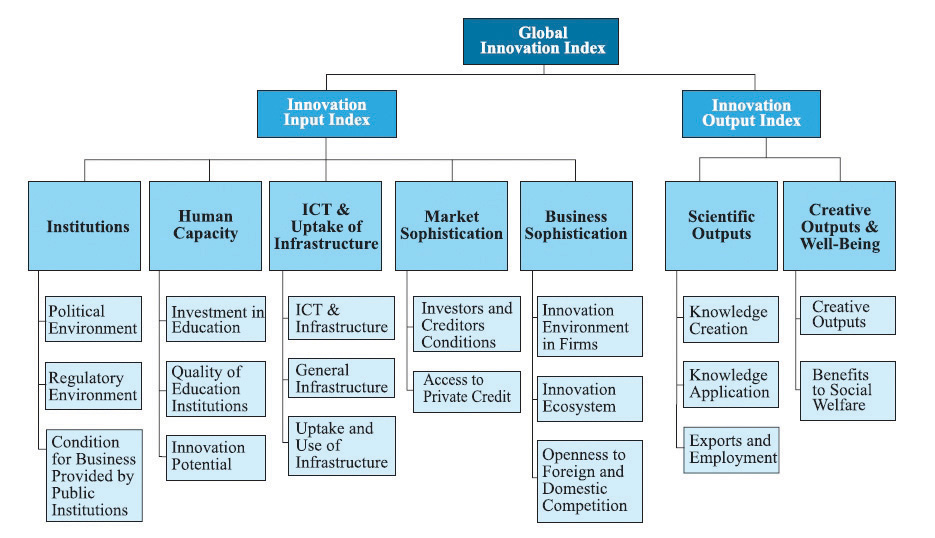 Global
Innovation Index
Innovation
Input Index
Innovation
Output Index
Institutions
Human
Capacity
ICT &
Uptake of
Infrastructure
Market
Sophistication
Business
Sophistication
Scientific
Outputs
Creative
Outputs &
Well-Being
Political
Environment
Regulatory
Environment
Condition
for Business
Provided by
Public
Institutions
Investment in
Education
Quality of
Education
Institutions
Innovation
Potential
ICT &
Infrastructure
General
Infrastructure
Uptake and
Use of
Infrastructure
Investors and
Creditors
Conditions
Access to
Private Credit
Innovation
Environment
in Firms
Innovation
Ecosystem
Openness to
Foreign and
Domestic
Competition
Knowledge
Creation
Knowledge
Application
Exports and
Employment
Creative
Outputs
Benefits
to Social
Welfare